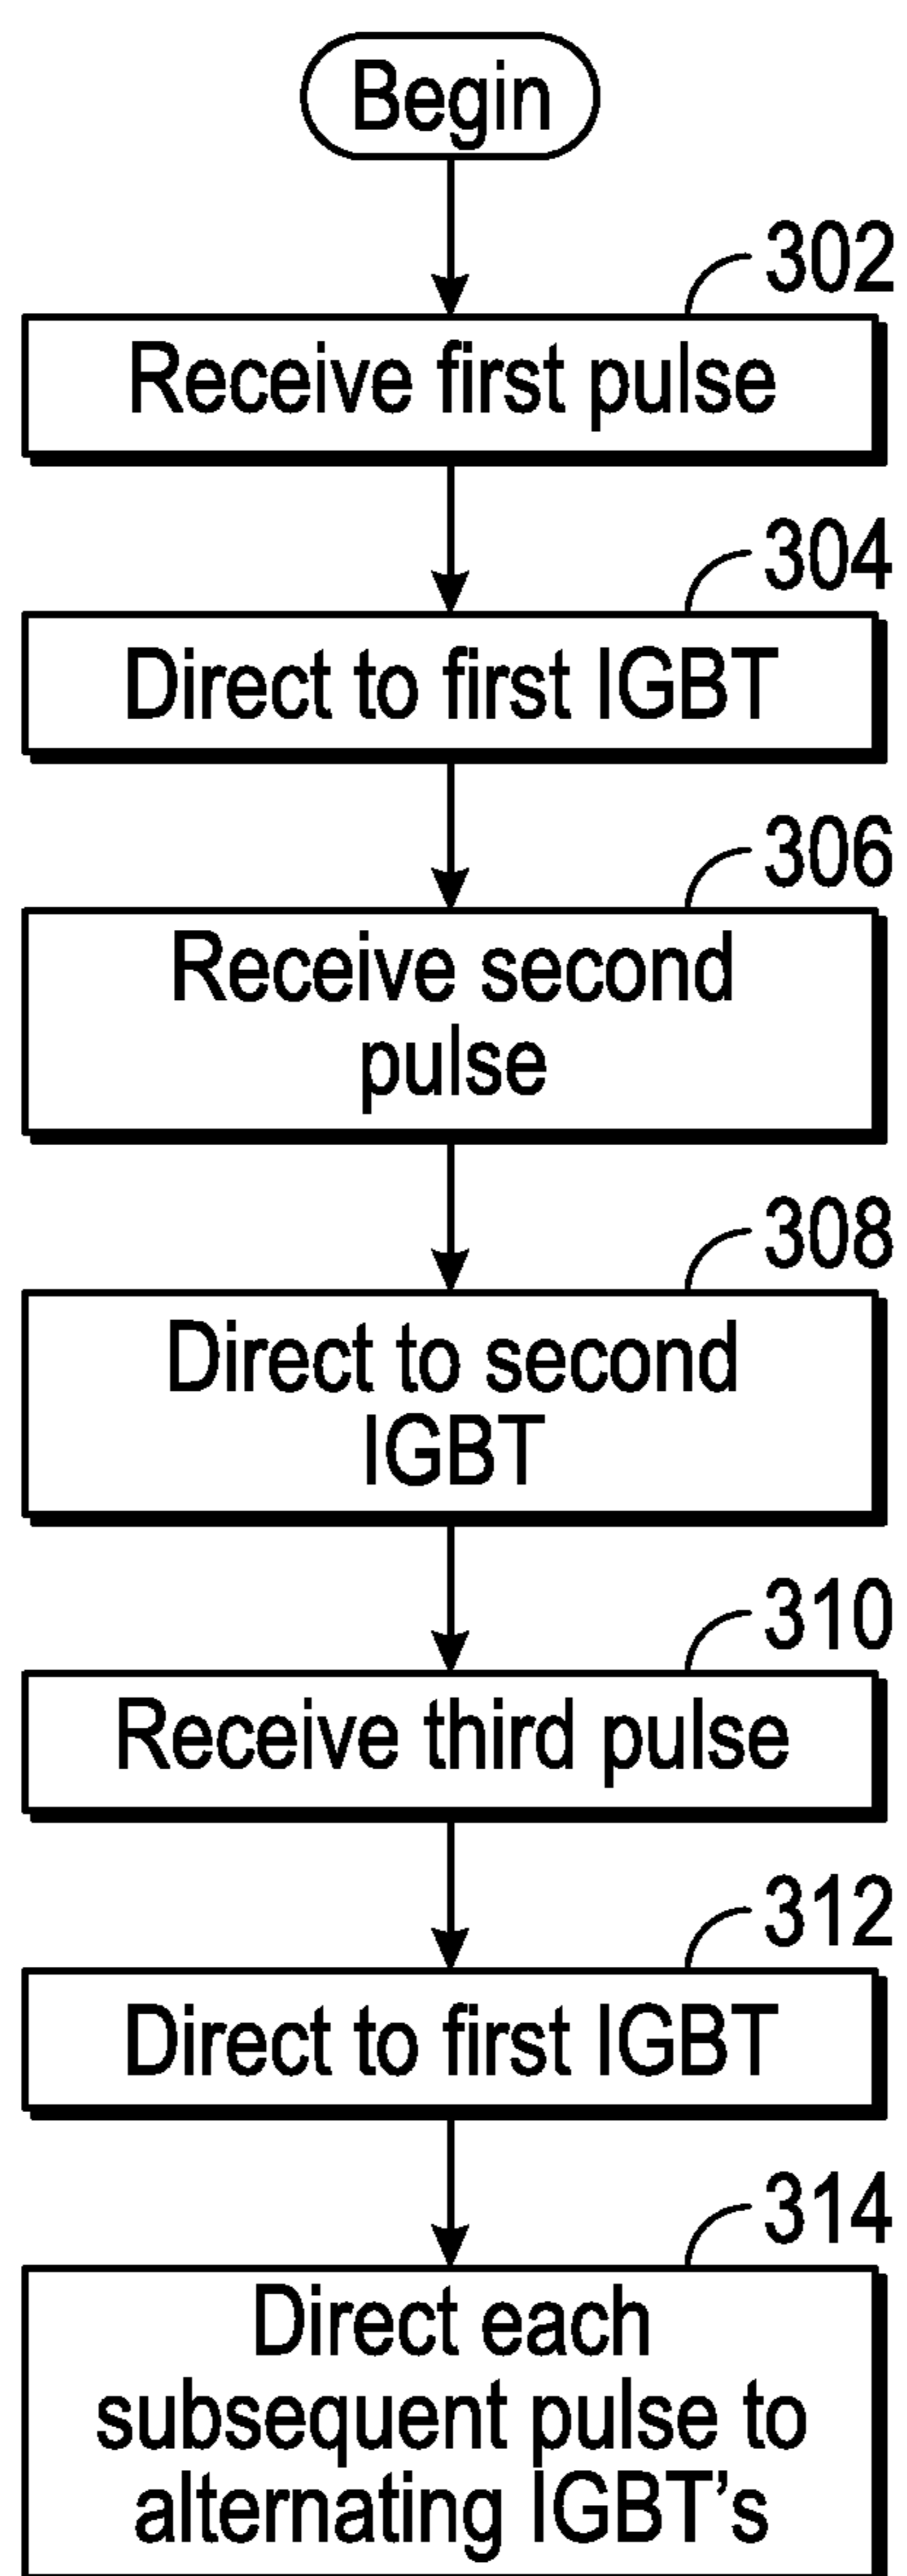 Begin
302
Receive first pulse
304
Direct to first IGBT
306
Receive second
pulse
308
Direct to second
IGBT
310
Receive third pulse
312
Direct to first IGBT
314
Direct each
subsequent pulse to
alternating IGBT's